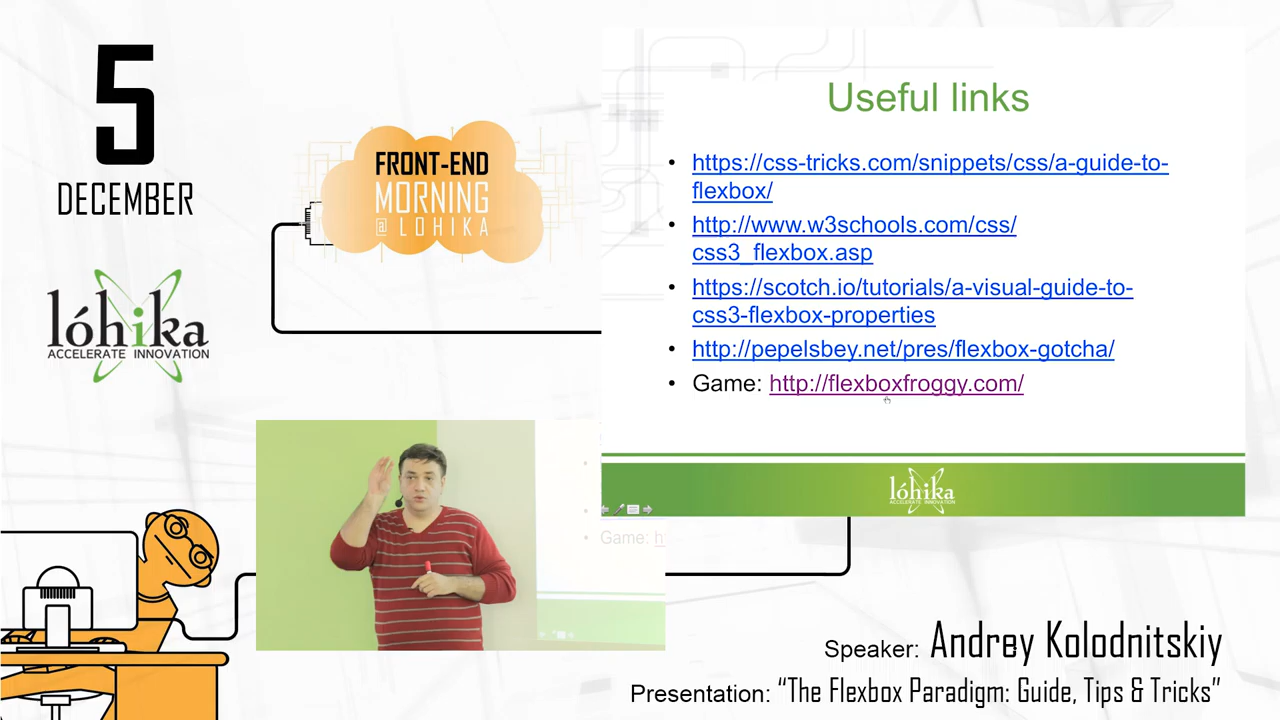 5
DECEMBER
lóhika
ACCELERATE INNOVATION
FRONT-END
MORNING
@ LOHIKA
Useful links
• https://css-tricks.com/snippets/css/a-guide-to-
flexbox/
• http://www.w3schools.com/css/
css3_flexbox.asp
• https://scotch.io/tutorials/a-visual-guide-to-
css3-flexbox-properties
• http://pepelsbey.net/pres/flexbox-gotcha/
• Game: http://flexboxfroggy.com/
lóhika
ACCELERATE INNOVATION
• Game: h
Speaker: Andrey Kolodnitskiy
Presentation: “The Flexbox Paradigm: Guide, Tips & Tricks”